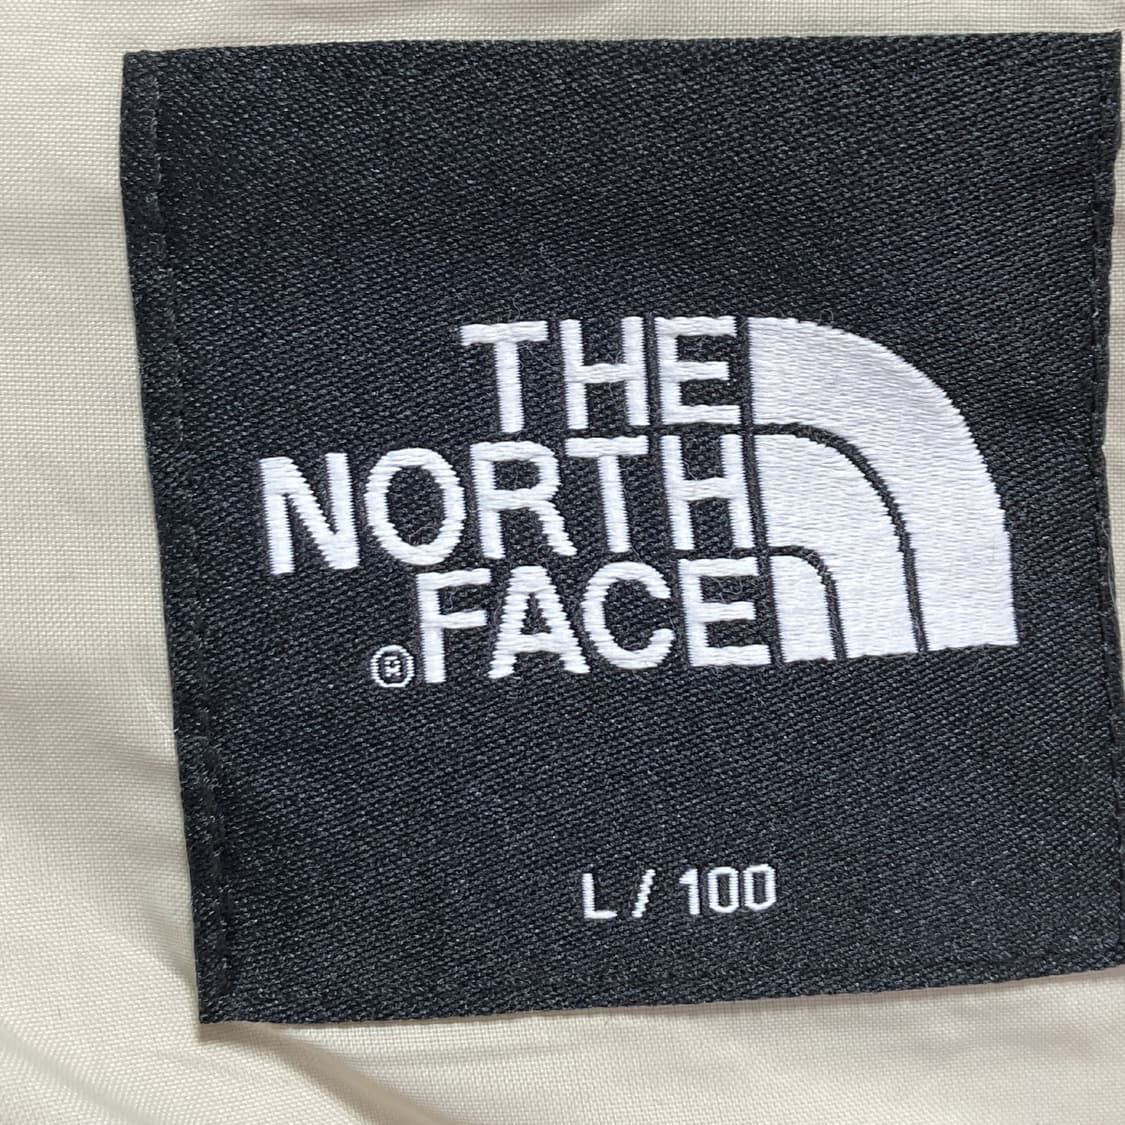 THE
NORTH
®FACE
L / 100